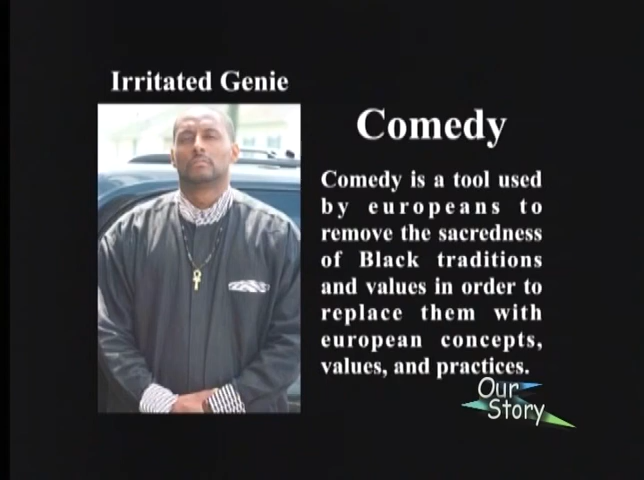 Irritated Genie
Comedy
Comedy is a tool used
by europeans to
remove the sacredness
of Black traditions
and values in order to
replace them with
european concepts,
values, and practices.
Our
Story